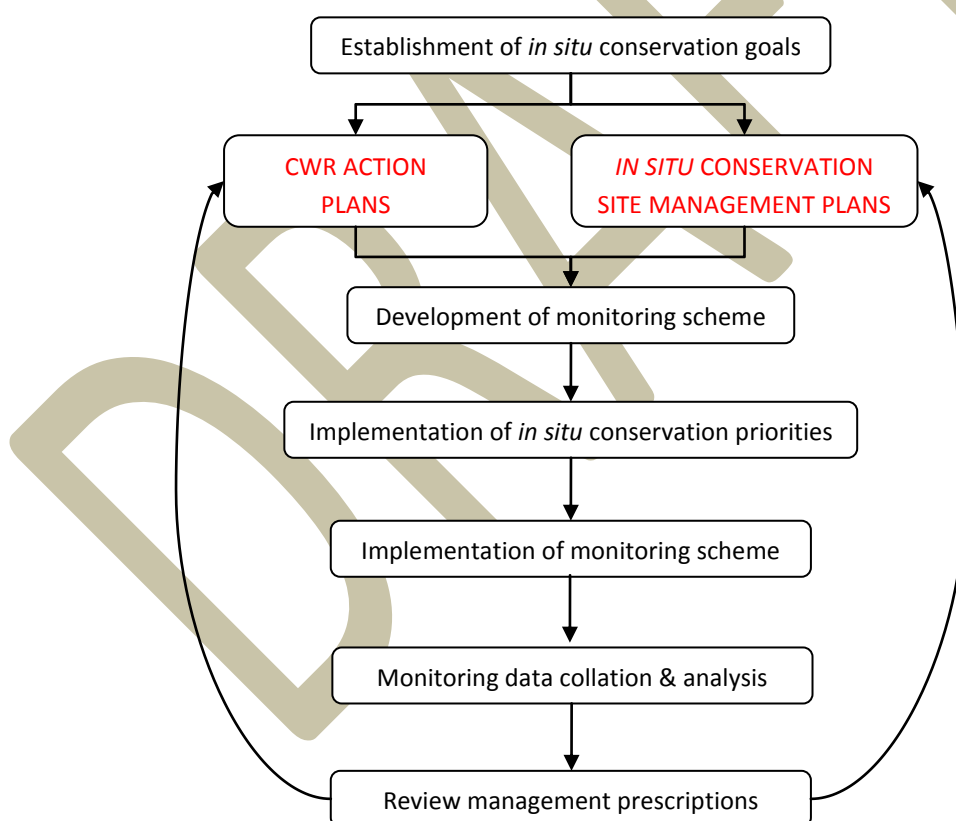 Establishment of in situ conservation goals
CWR ACTION
PLANS
IN SITU CONSERVATION
SITE MANAGEMENT PLANS
Development of monitoring scheme
Implementation of in situ conservation priorities
Implementation of monitoring scheme
Monitoring data collation & analysis
Review management prescriptions